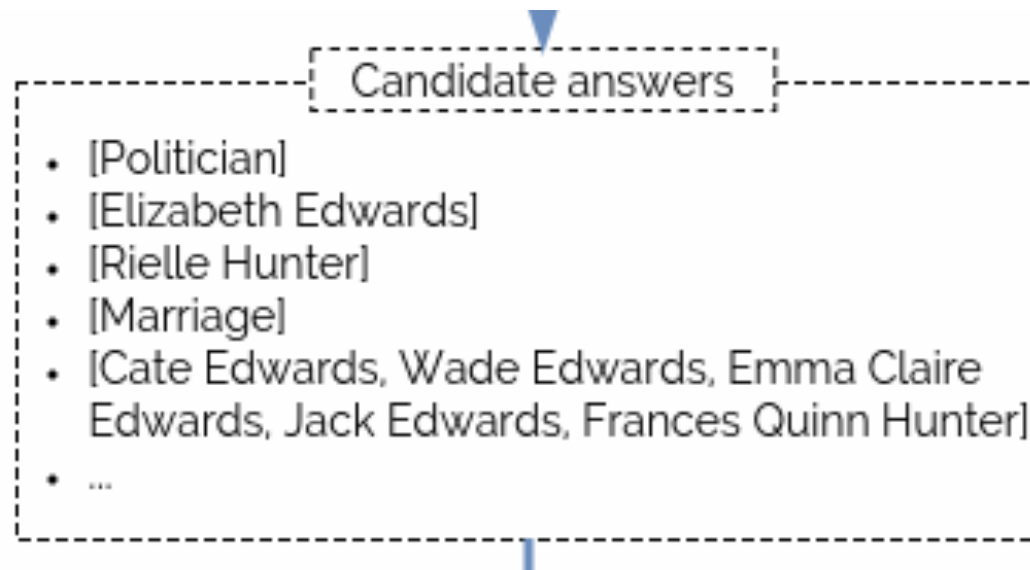 Candidate answers
• [Politician]
• [Elizabeth Edwards]
• [Rielle Hunter]
• [Marriage]
• [Cate Edwards, Wade Edwards, Emma Claire
Edwards, Jack Edwards, Frances Quinn Hunter]
• ...